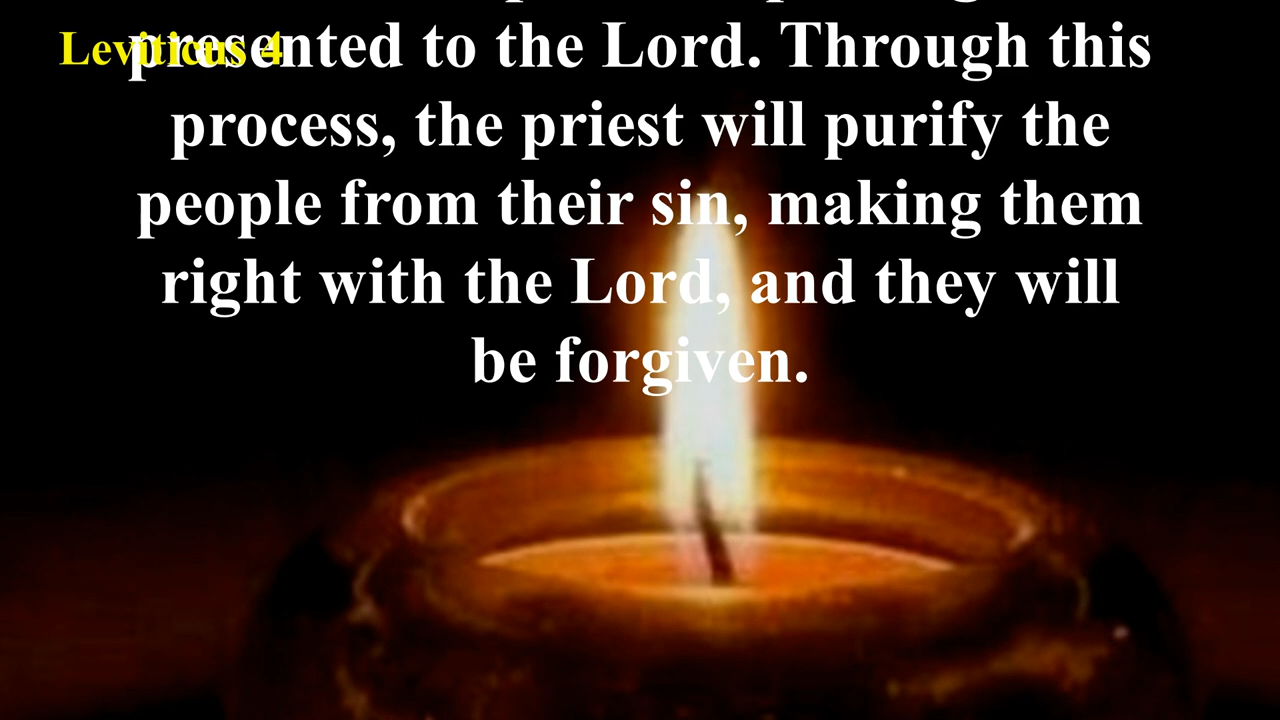 Leviticus 4
presented to the Lord. Through this
process, the priest will purify the
people from their sin, making them
right with the Lord, and they will
be forgiven.